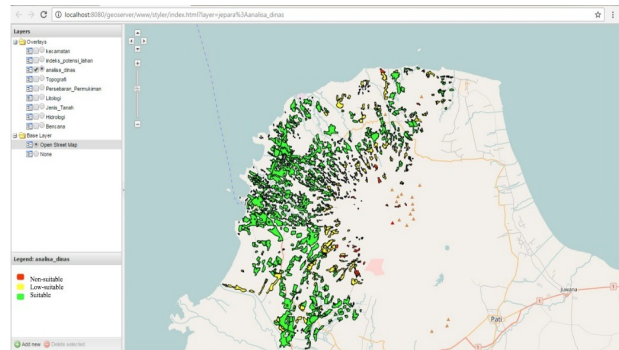 localhost:8080/geoserver/www/styler/index.html?layer=jepara%3Aanalisa_dinas
Layers
Overlays
kecamatan
indeks_potensi_lahan
analisa_dinas
Topografi
Persebaran_Permukiman
Litologi
Jenis_Tanah
Hidrologi
Bencana
Base Layer
Open Street Map
None
Legend: analisa_dinas
Non-suitable
Low-suitable
Suitable
Add new Delete selected
Juwana
Pati